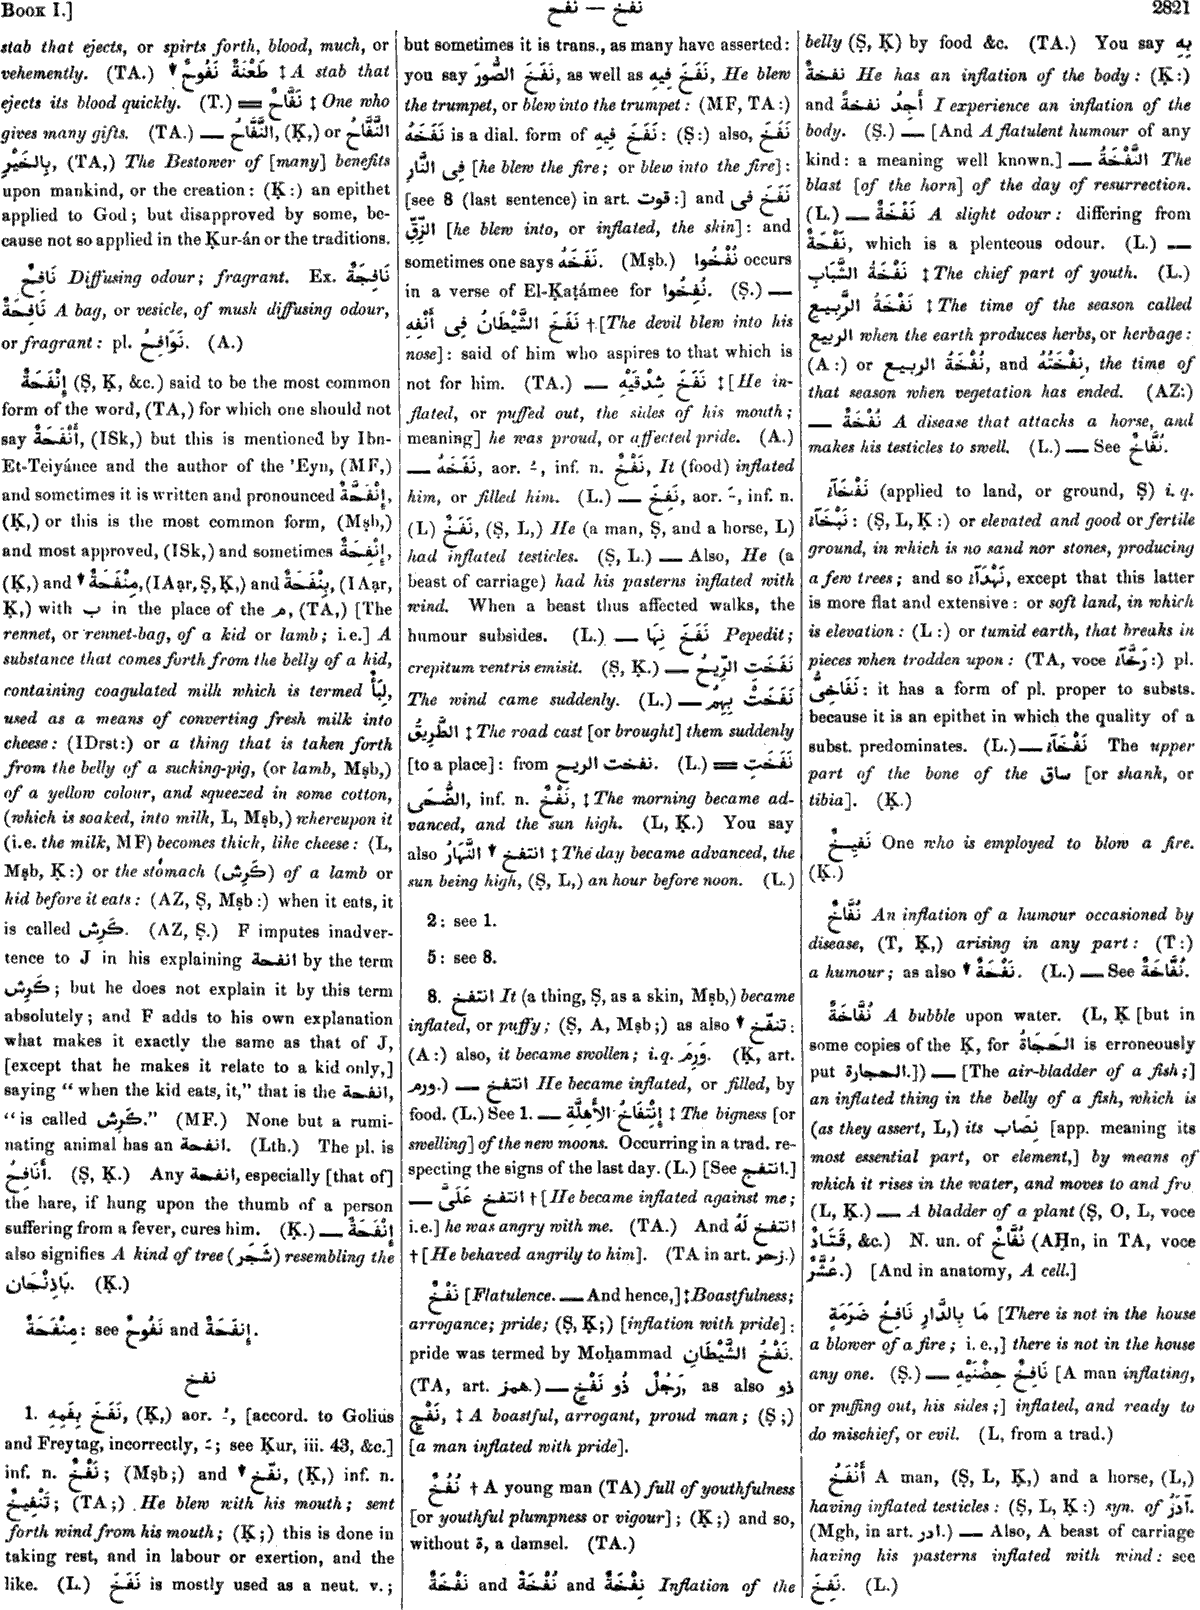 BOOK I.]
نفح — نفخ
2821
stab that ejects, or spirts forth, blood, much, or
vehemently. (TA.) طَعْنَةٌ نَفُوحٌ ▼ ‡ A stab that
ejects its blood quickly. (T.) = نَفَّاحٌ ‡ One who
gives many gifts. (TA.) — النَّفَّاحُ, (Ḳ,) or النَّفَّاحُ
بِالخَيْرِ, (TA,) The Bestower of [many] benefits
upon mankind, or the creation: (Ḳ:) an epithet
applied to God; but disapproved by some, be-
cause not so applied in the Ḳur-án or the traditions.
نَافِحٌ Diffusing odour; fragrant. Ex. نَافِجَةٌ
نَافِحَةٌ A bag, or vesicle, of musk diffusing odour,
or fragrant: pl. نَوَافِحُ. (A.)
إِنْفَحَةٌ (Ṣ, Ḳ, &c.) said to be the most common
form of the word, (TA,) for which one should not
say أَنْفَحَةٌ, (ISk,) but this is mentioned by Ibn-
Et-Teiyánee and the author of the 'Eyn, (MF,)
and sometimes it is written and pronounced إِنْفَحَّةٌ,
(Ḳ,) or this is the most common form, (Mṣb,)
and most approved, (ISk,) and sometimes إِنْفِحَةٌ,
(Ḳ,) and ▼ مِنْفَحَةٌ, (IAạr, Ṣ, Ḳ,) and بِنْفَحَةٌ, (IAạr,
Ḳ,) with ب in the place of the م, (TA,) [The
rennet, or rennet-bag, of a kid or lamb; i.e.] A
substance that comes forth from the belly of a kid,
containing coagulated milk which is termed لِبَأٌ,
used as a means of converting fresh milk into
cheese: (IDrst:) or a thing that is taken forth
from the belly of a sucking-pig, (or lamb, Mṣb,)
of a yellow colour, and squeezed in some cotton,
(which is soaked, into milk, L, Mṣb,) whereupon it
(i.e. the milk, MF) becomes thick, like cheese: (L,
Mṣb, Ḳ:) or the stomach (كَرِش) of a lamb or
kid before it eats: (AZ, Ṣ, Mṣb:) when it eats, it
is called كَرِش. (AZ, Ṣ.) F imputes inadver-
tence to J in his explaining انفحة by the term
كَرِش; but he does not explain it by this term
absolutely; and F adds to his own explanation
what makes it exactly the same as that of J,
[except that he makes it relate to a kid only,]
saying "when the kid eats, it," that is the انفحة,
"is called كَرِش." (MF.) None but a rumi-
nating animal has an انفحة. (Lth.) The pl. is
أَنَافِحُ. (Ṣ, Ḳ.) Any انفحة, especially [that of]
the hare, if hung upon the thumb of a person
suffering from a fever, cures him. (Ḳ.) — إِنْفَحَةٌ
also signifies A kind of tree (شَجَر) resembling the
بَاذِنْجَان. (Ḳ.)
مِنْفَحَةٌ: see نَفُوحٌ and إِنفَحَةٌ.
نفخ
1. نَفَخَ بِفَمِهِ, (Ḳ,) aor. ـُ, [accord. to Golius
and Freytag, incorrectly, ـَ; see Ḳur, iii. 43, &c.]
inf. n. نَفْخٌ; (Mṣb;) and ▼ نفّخ, (Ḳ,) inf. n.
تَنْفِيخٌ; (TA;) He blew with his mouth; sent
forth wind from his mouth; (Ḳ;) this is done in
taking rest, and in labour or exertion, and the
like. (L.) نَفَخَ is mostly used as a neut. v.;
but sometimes it is trans., as many have asserted:
you say نَفَخَ الصُّورَ, as well as نَفَخَ فِيهِ, He blew
the trumpet, or blew into the trumpet: (MF, TA:)
نَفَخَهُ is a dial. form of نَفَخَ فِيهِ: (Ṣ:) also, نَفَخَ
فِى النَّارِ [he blew the fire; or blew into the fire]:
[see 8 (last sentence) in art. قوت:] and نَفَخَ فى
الزِّقِّ [he blew into, or inflated, the skin]: and
sometimes one says نَفَخَهُ. (Mṣb.) نُفْخُوا occurs
in a verse of El-Ḳaṭámee for نُفِخُوا. (Ṣ.) —
نَفَخَ الشَّيْطَانُ فِى أَنْفِهِ † [The devil blew into his
nose]: said of him who aspires to that which is
not for him. (TA.) — نَفَخَ شِدْقَيْهِ ‡ [He in-
flated, or puffed out, the sides of his mouth;
meaning] he was proud, or affected pride. (A.)
— نَفَخَهُ, aor. ـُ, inf. n. نَفْخٌ, It (food) inflated
him, or filled him. (L.) — نَفِخَ, aor. ـَ, inf. n.
(L) نَفْخٌ, (Ṣ, L,) He (a man, Ṣ, and a horse, L)
had inflated testicles. (Ṣ, L.) — Also, He (a
beast of carriage) had his pasterns inflated with
wind. When a beast thus affected walks, the
humour subsides. (L.) — نَفَخَ بِهَا Pepedit;
crepitum ventris emisit. (Ṣ, Ḳ.) — نَفَخَتِ الرِّيحُ
The wind came suddenly. (L.) — نَفَخَتْ بِهِمُ
الطَّرِيقُ ‡ The road cast [or brought] them suddenly
[to a place]: from نفخت الريح. (L.) = نَفَخَتِ
الضُّحَى, inf. n. نَفْخٌ, ‡ The morning became ad-
vanced, and the sun high. (L, Ḳ.) You say
also انتفخ ▼ النَّهَارُ ‡ The day became advanced, the
sun being high, (Ṣ, L,) an hour before noon. (L.)
2: see 1.
5: see 8.
8. انتفخ It (a thing, Ṣ, as a skin, Mṣb,) became
inflated, or puffy; (Ṣ, A, Mṣb;) as also ▼ تنفّخ:
(A:) also, it became swollen; i. q. وَرِمَ. (Ḳ, art.
ورم.) — انتفخ He became inflated, or filled, by
food. (L.) See 1. — إِنْتِفَاخُ الأَهِلَّةِ ‡ The bigness [or
swelling] of the new moons. Occurring in a trad. re-
specting the signs of the last day. (L.) [See انتفج.]
— انتفخ عَلَىَّ † [He became inflated against me;
i.e.] he was angry with me. (TA.) And انتفخ لَهُ
† [He behaved angrily to him]. (TA in art. زحر.)
نَفْخٌ [Flatulence. — And hence,] ‡ Boastfulness;
arrogance; pride; (Ṣ, Ḳ;) [inflation with pride]:
pride was termed by Moḥammad نَفْخُ الشَّيْطَانِ.
(TA, art. همز.) — رَجُلٌ ذُو نَفْخٍ, as also ذو
نَفْجٍ, ‡ A boastful, arrogant, proud man; (Ṣ;)
[a man inflated with pride].
نُفُخٌ † A young man (TA) full of youthfulness
[or youthful plumpness or vigour]; (Ḳ;) and so,
without ة, a damsel. (TA.)
نَفْخَةٌ and نُفْخَةٌ and نِفْخَةٌ Inflation of the
belly (Ṣ, Ḳ) by food &c. (TA.) You say بِهِ
نفخةٌ He has an inflation of the body: (Ḳ:)
and أَجِدُ نفخةً I experience an inflation of the
body. (Ṣ.) — [And A flatulent humour of any
kind: a meaning well known.] — النَّفْخَةُ The
blast [of the horn] of the day of resurrection.
(L.) — نَفْخَةٌ A slight odour: differing from
نَفْحَةٌ, which is a plenteous odour. (L.) —
نَفْخَةُ الشَّبَابِ ‡ The chief part of youth. (L.)
نَفْخَةُ الرَّبِيعِ ‡ The time of the season called
الربيع when the earth produces herbs, or herbage:
(A:) or نُفْخَةُ الربيع, and نِفْخَتُهُ, the time of
that season when vegetation has ended. (AZ:)
— نُفْخَةٌ A disease that attacks a horse, and
makes his testicles to swell. (L.) — See نُفَّاخٌ.
نَفْخَآءُ (applied to land, or ground, Ṣ) i. q.
نَبْخَآءُ: (Ṣ, L, Ḳ:) or elevated and good or fertile
ground, in which is no sand nor stones, producing
a few trees; and so نَهْدَآءُ, except that this latter
is more flat and extensive: or soft land, in which
is elevation: (L:) or tumid earth, that breaks in
pieces when trodden upon: (TA, voce رَخَّآءُ:) pl.
نَفَاخِىُّ: it has a form of pl. proper to substs.
because it is an epithet in which the quality of a
subst. predominates. (L.) — نَفْخَآءُ The upper
part of the bone of the ساق [or shank, or
tibia]. (Ḳ.)
نَفِيخٌ One who is employed to blow a fire.
(Ḳ.)
نُفَّاخٌ An inflation of a humour occasioned by
disease, (T, Ḳ,) arising in any part: (T:)
a humour; as also ▼ نَفْخَةٌ. (L.) — See نُفَّاخَةٌ.
نُفَّاخَةٌ A bubble upon water. (L, Ḳ [but in
some copies of the Ḳ, for الحَجَاةُ is erroneously
put الحجارة.]) — [The air-bladder of a fish;]
an inflated thing in the belly of a fish, which is
(as they assert, L,) its نِصَاب [app. meaning its
most essential part, or element,] by means of
which it rises in the water, and moves to and fro.
(L, Ḳ.) — A bladder of a plant (Ṣ, O, L, voce
قَتَادٌ, &c.) N. un. of نُفَّاخٌ (AḤn, in TA, voce
عُشَرٌ.) [And in anatomy, A cell.]
مَا بِالدَّارِ نَافِخُ ضَرَمَةٍ [There is not in the house
a blower of a fire; i. e.,] there is not in the house
any one. (Ṣ.) — نَافِخٌ حِضْنَيْهِ [A man inflating,
or puffing out, his sides;] inflated, and ready to
do mischief, or evil. (L, from a trad.)
أَنْفَخُ A man, (Ṣ, L, Ḳ,) and a horse, (L,)
having inflated testicles: (Ṣ, L, Ḳ:) syn. of آدَرُ.
(Mgh, in art. ادر.) — Also, A beast of carriage
having his pasterns inflated with wind: see
نَفِخَ. (L.)